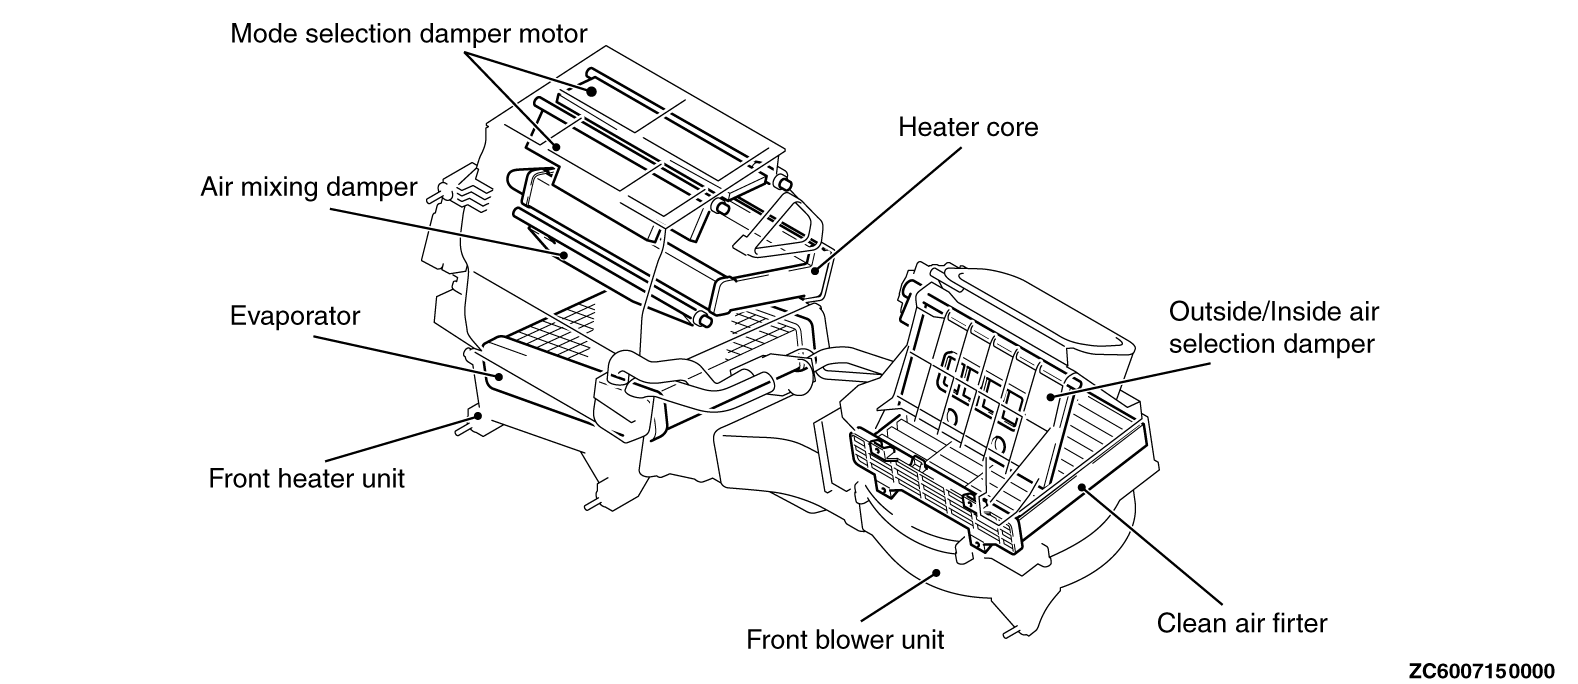 Mode selection damper motor
Heater core
Air mixing damper
Evaporator
Outside/Inside air
selection damper
Front heater unit
Clean air firter
Front blower unit
ZC6007150000